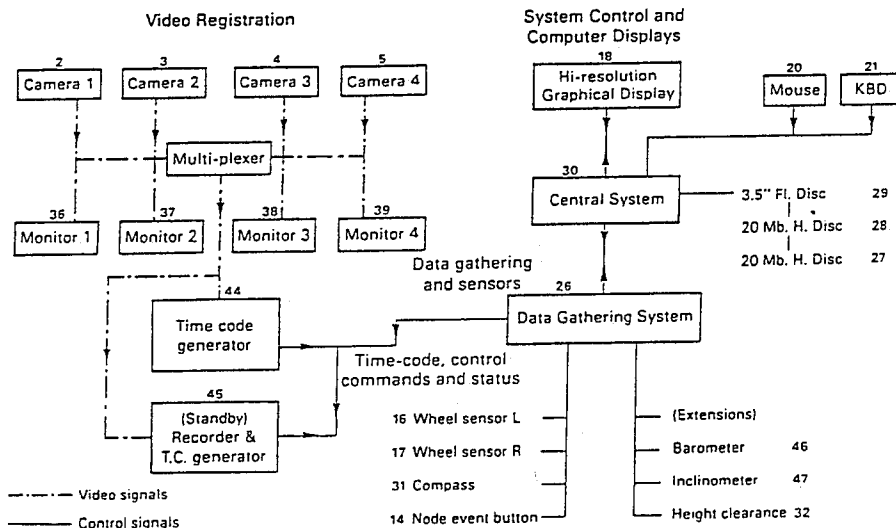 Video Registration
System Control and
Computer Displays
2
3
4
5
18
20
21
Camera 1
Camera 2
Camera 3
Camera 4
Hi-resolution
Graphical Display
Mouse
KBD
Multi-plexer
30
Central System
3.5" Fl. Disc 29
20 Mb. H. Disc 28
20 Mb. H. Disc 27
36
37
38
39
Monitor 1
Monitor 2
Monitor 3
Monitor 4
Data gathering
and sensors
26
Data Gathering System
44
Time code
generator
Time-code, control
commands and status
45
(Standby)
Recorder &
T.C. generator
16 Wheel sensor L
17 Wheel sensor R
31 Compass
14 Node event button
(Extensions)
Barometer 46
Inclinometer 47
Height clearance 32
Video signals
Control signals